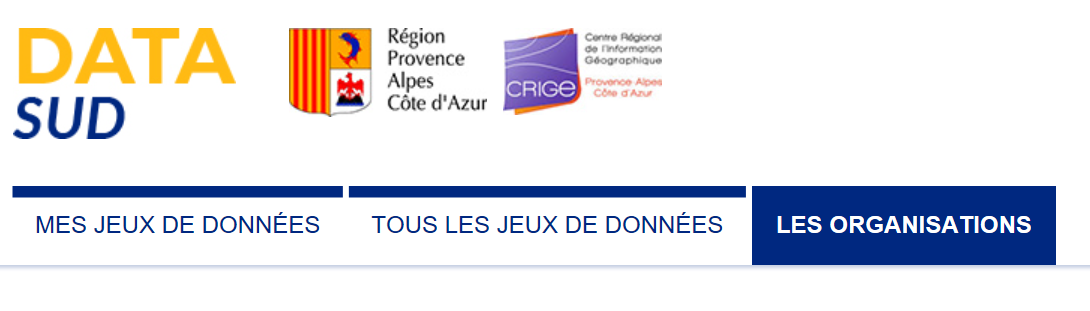 DATA
SUD
Région
Provence
Alpes
Côte d'Azur
CRIGE
Centre Régional
de l'Information
Géographique
Provence-Alpes
Côte d'Azur
MES JEUX DE DONNÉES
TOUS LES JEUX DE DONNÉES
LES ORGANISATIONS